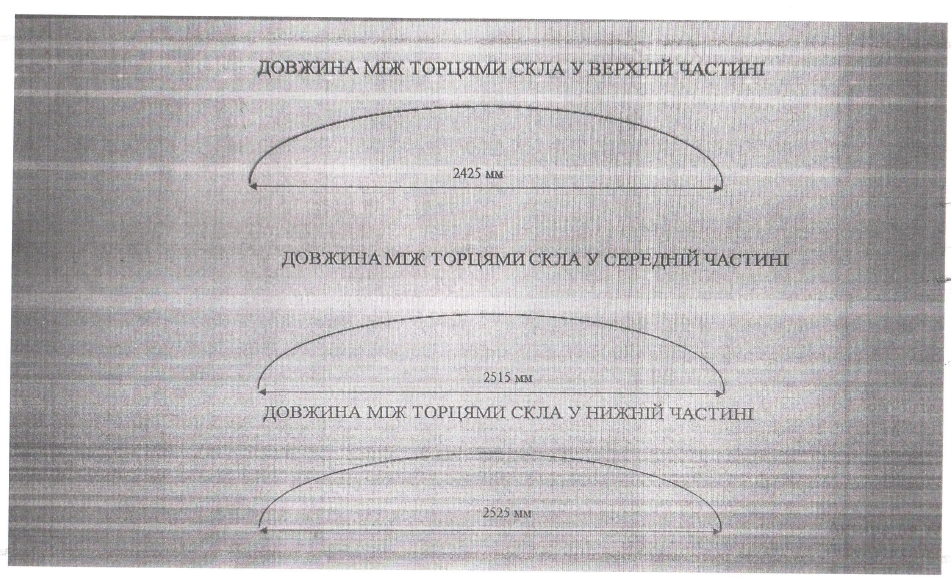 ДОВЖИНА МІЖ ТОРЦЯМИ СКЛА У ВЕРХНІЙ ЧАСТИНІ
2425 мм
ДОВЖИНА МІЖ ТОРЦЯМИ СКЛА У СЕРЕДНІЙ ЧАСТИНІ
2515 мм
ДОВЖИНА МІЖ ТОРЦЯМИ СКЛА У НИЖНІЙ ЧАСТИНІ
2525 мм